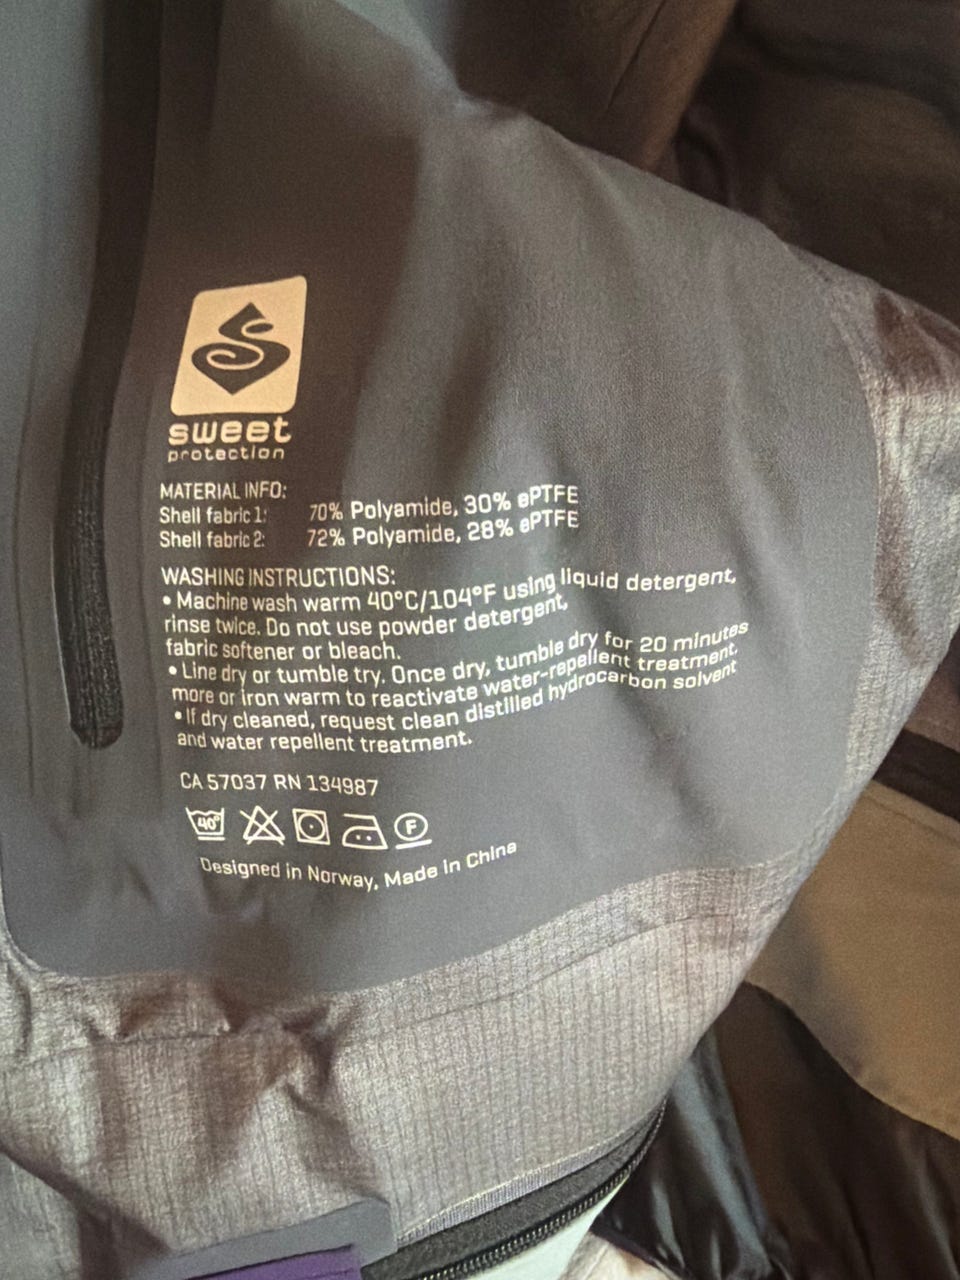 sweet
protection
MATERIAL INFO:
Shell fabric 1: 70% Polyamide, 30% ePTFE
Shell fabric 2: 72% Polyamide, 28% ePTFE
WASHING INSTRUCTIONS:
• Machine wash warm 40°C/104°F using liquid detergent,
rinse twice. Do not use powder detergent,
fabric softener or bleach.
• Line dry or tumble try. Once dry, tumble dry for 20 minutes
more or iron warm to reactivate water-repellent treatment.
• If dry cleaned, request clean distilled hydrocarbon solvent
and water repellent treatment.
CA 57037 RN 134987
40° F
Designed in Norway, Made in China